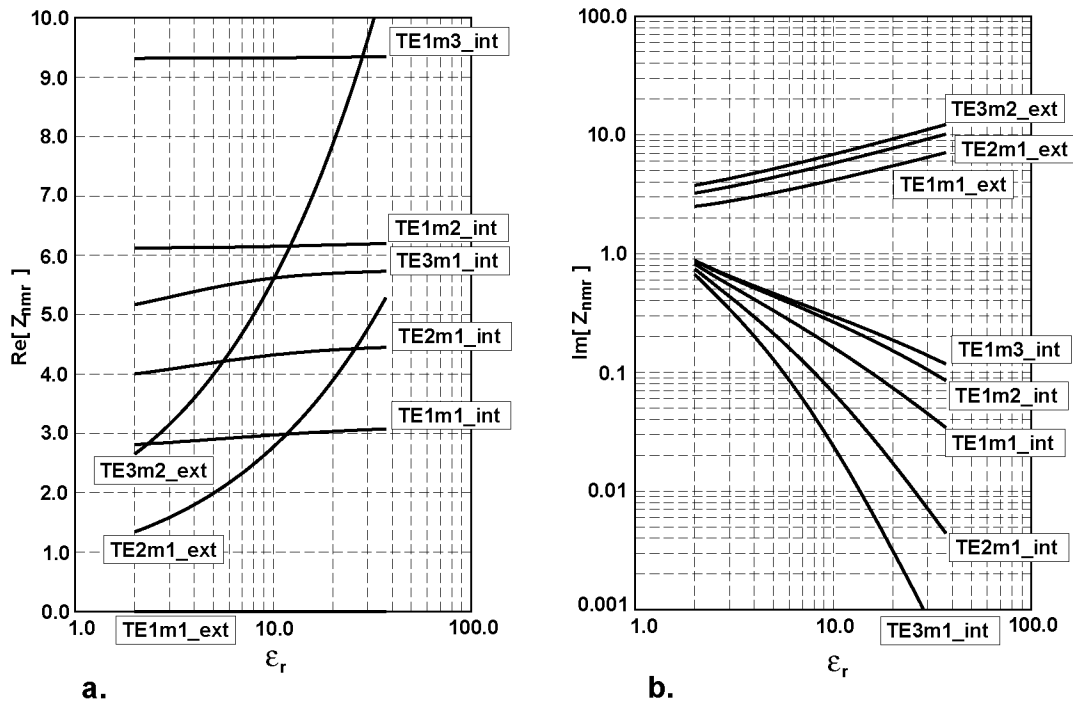 10.0
9.0
8.0
7.0
6.0
5.0
4.0
3.0
2.0
1.0
0.0
Re[ Znmr ]
TE1m3_int
TE1m2_int
TE3m1_int
TE2m1_int
TE1m1_int
TE3m2_ext
TE2m1_ext
TE1m1_ext
1.0 10.0 100.0
εr
a.
100.0
10.0
1.0
0.1
0.01
0.001
Im[ Znmr ]
TE3m2_ext
TE2m1_ext
TE1m1_ext
TE1m3_int
TE1m2_int
TE1m1_int
TE2m1_int
TE3m1_int
1.0 10.0 100.0
εr
b.